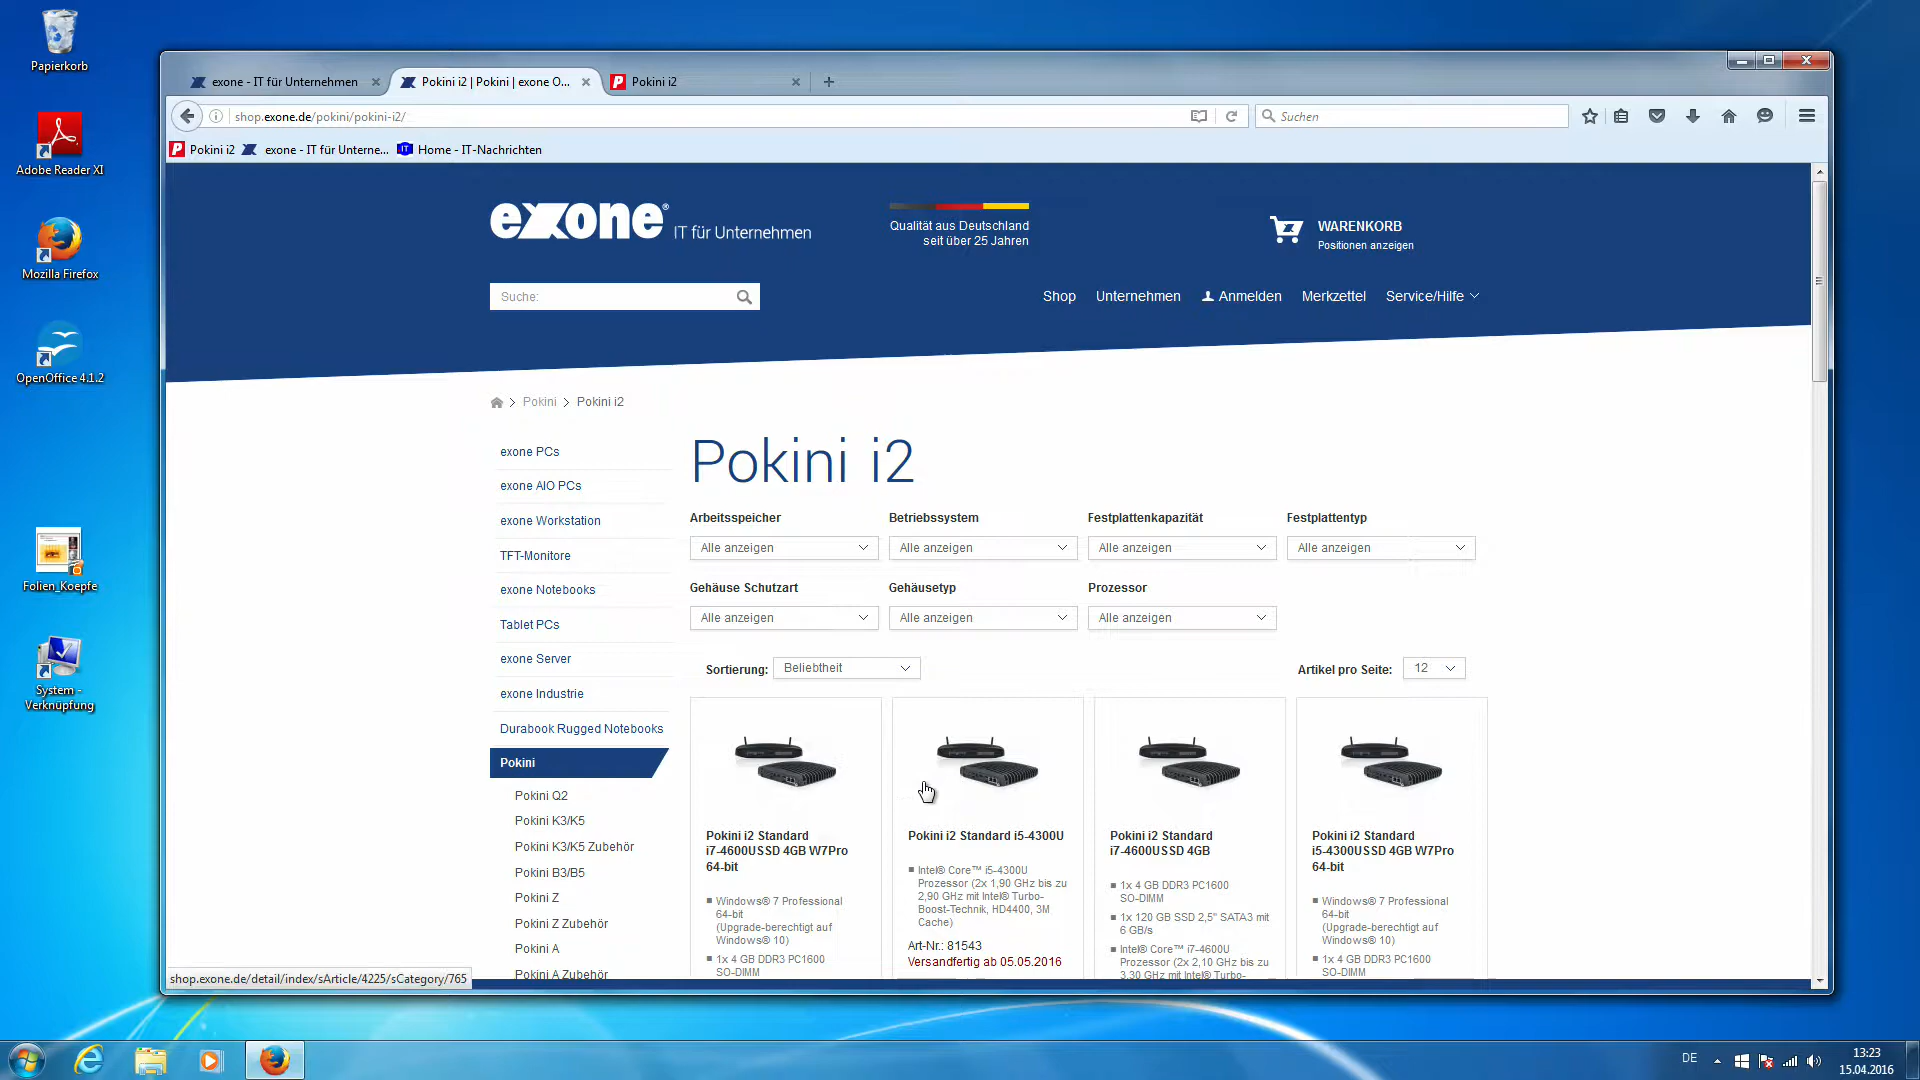 Papierkorb
Adobe Reader XI
Mozilla Firefox
OpenOffice 4.1.2
Folien_Koepfe
System -
Verknüpfung
exone - IT für Unternehmen
Pokini i2 | Pokini | exone O...
Pokini i2
shop.exone.de/pokini/pokini-i2/
Suchen
Pokini i2
exone - IT für Unterne...
Home - IT-Nachrichten
exone® IT für Unternehmen
Qualität aus Deutschland
seit über 25 Jahren
WARENKORB
Positionen anzeigen
Suche:
Shop
Unternehmen
Anmelden
Merkzettel
Service/Hilfe
Pokini
Pokini i2
exone PCs
exone AIO PCs
exone Workstation
TFT-Monitore
exone Notebooks
Tablet PCs
exone Server
exone Industrie
Durabook Rugged Notebooks
Pokini
Pokini Q2
Pokini K3/K5
Pokini K3/K5 Zubehör
Pokini B3/B5
Pokini Z
Pokini Z Zubehör
Pokini A
Pokini A Zubehör
Pokini i2
Arbeitsspeicher
Betriebssystem
Festplattenkapazität
Festplattentyp
Alle anzeigen
Alle anzeigen
Alle anzeigen
Alle anzeigen
Gehäuse Schutzart
Gehäusetyp
Prozessor
Alle anzeigen
Alle anzeigen
Alle anzeigen
Sortierung: Beliebtheit
Artikel pro Seite: 12
Pokini i2 Standard
i7-4600USSD 4GB W7Pro
64-bit
Windows® 7 Professional
64-bit
(Upgrade-berechtigt auf
Windows® 10)
1x 4 GB DDR3 PC1600
SO-DIMM
Pokini i2 Standard i5-4300U
Intel® Core™ i5-4300U
Prozessor (2x 1,90 GHz bis zu
2,90 GHz mit Intel® Turbo-
Boost-Technik, HD4400, 3M
Cache)
Art-Nr.: 81543
Versandfertig ab 05.05.2016
Pokini i2 Standard
i7-4600USSD 4GB
1x 4 GB DDR3 PC1600
SO-DIMM
1x 120 GB SSD 2,5" SATA3 mit
6 GB/s
Intel® Core™ i7-4600U
Prozessor (2x 2,10 GHz bis zu
3,30 GHz mit Intel® Turbo-
Pokini i2 Standard
i5-4300USSD 4GB W7Pro
64-bit
Windows® 7 Professional
64-bit
(Upgrade-berechtigt auf
Windows® 10)
1x 4 GB DDR3 PC1600
SO-DIMM
shop.exone.de/detail/index/sArticle/4225/sCategory/765
DE
13:23
15.04.2016